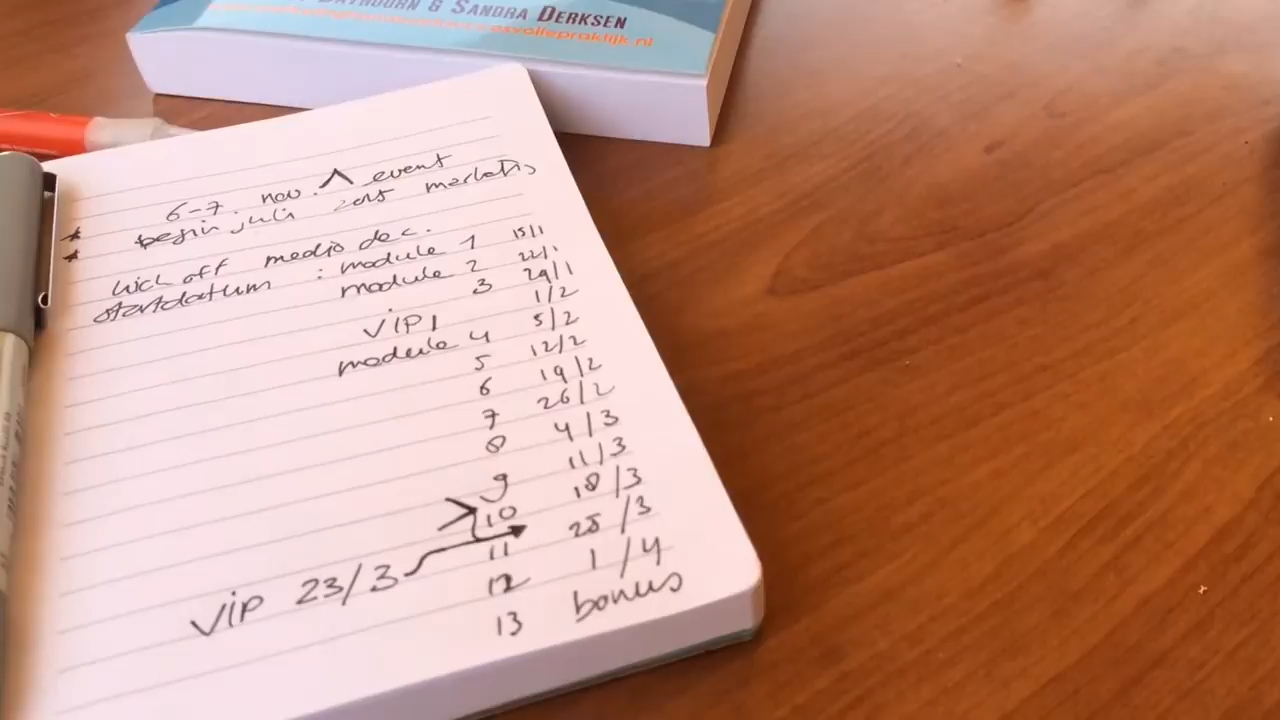 & SANDRA DERKSEN
svollepraktijk.nl
6-7 nov. event
begin juli 2015
kick off medio dec.
startdatum : module 1 15/1
module 2 22/1
3 29/1
VIP 1 1/2
module 4 5/2
5 12/2
6 19/2
7 26/2
8 4/3
9 11/3
10 18/3
11 25/3
VIP 23/3
12 1/4
13 bonus